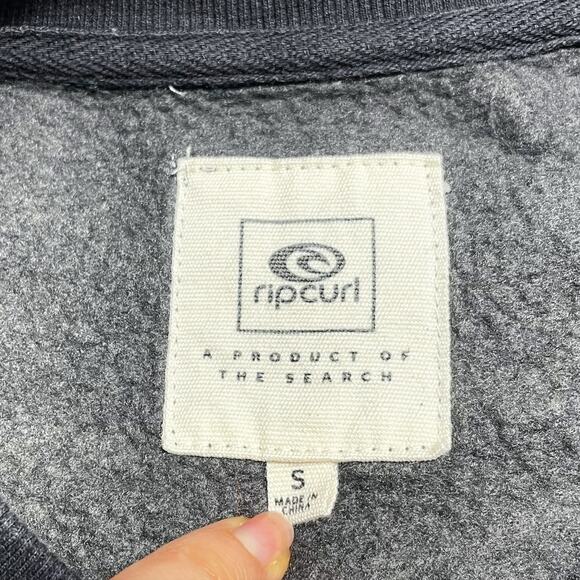 ripcurl
A PRODUCT OF
THE SEARCH
S
MADE IN
CHINA